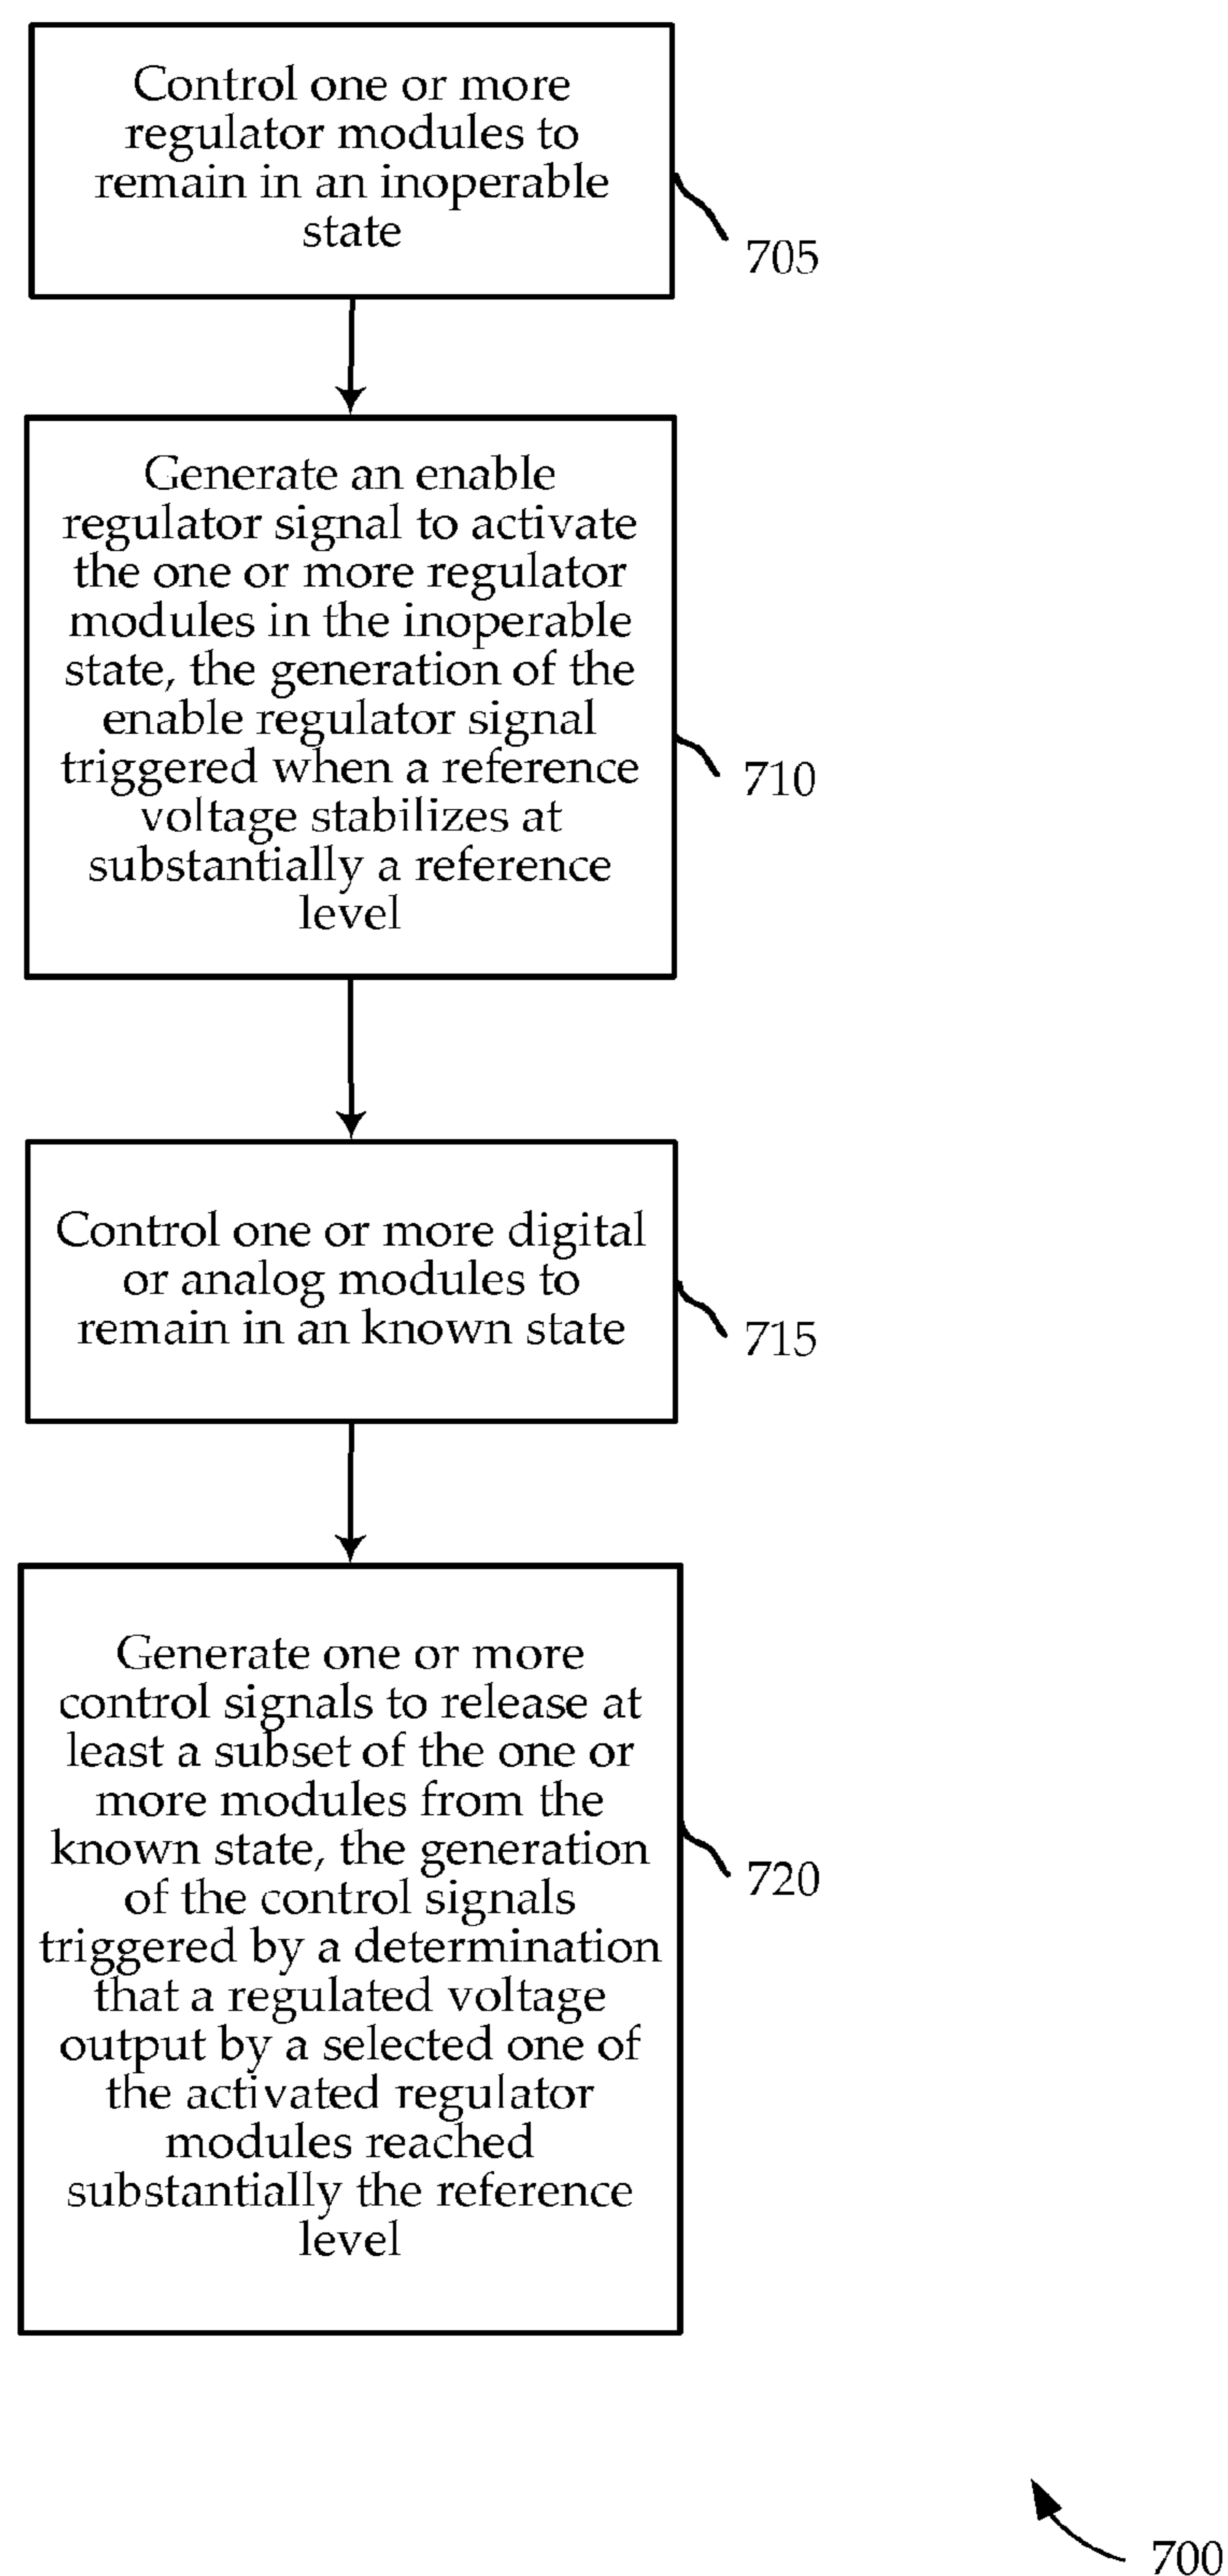 Control one or more
regulator modules to
remain in an inoperable
state
705
Generate an enable
regulator signal to activate
the one or more regulator
modules in the inoperable
state, the generation of the
enable regulator signal
triggered when a reference
voltage stabilizes at
substantially a reference
level
710
Control one or more digital
or analog modules to
remain in an known state
715
Generate one or more
control signals to release at
least a subset of the one or
more modules from the
known state, the generation
of the control signals
triggered by a determination
that a regulated voltage
output by a selected one of
the activated regulator
modules reached
substantially the reference
level
720
700